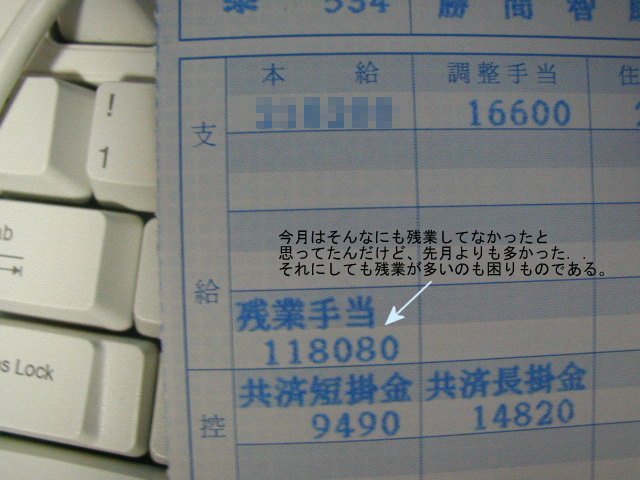 554
勝間智
本給 調整手当 住
16600
支
今月はそんなにも残業してなかったと
思ってたんだけど、先月よりも多かった．．
それにしても残業が多いのも困りものである。
給
残業手当
118080
共済短掛金 共済長掛金
控 9490 14820
!
1
ab
s Lock